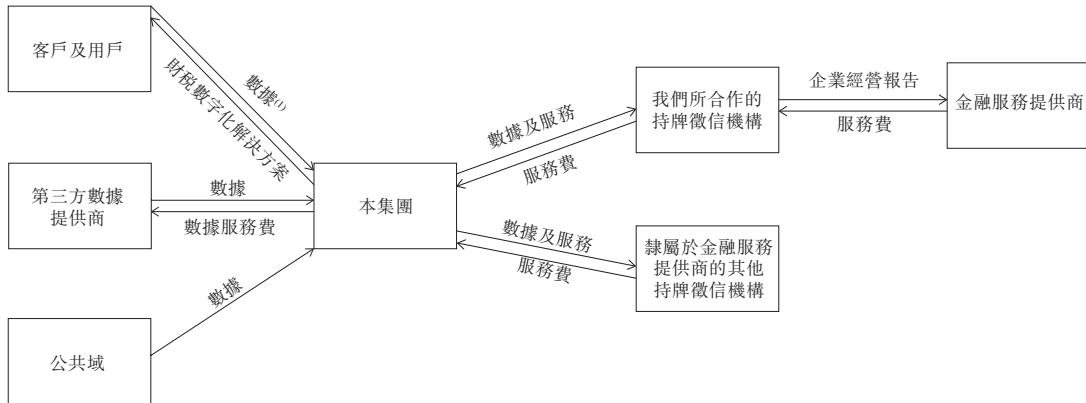 客戶及用戶
數據⁽¹⁾
財稅數字化解決方案
第三方數據
提供商
數據
數據服務費
公共域
數據
本集團
數據及服務
服務費
數據及服務
服務費
我們所合作的
持牌徵信機構
隸屬於金融服務
提供商的其他
持牌徵信機構
企業經營報告
服務費
金融服務提供商